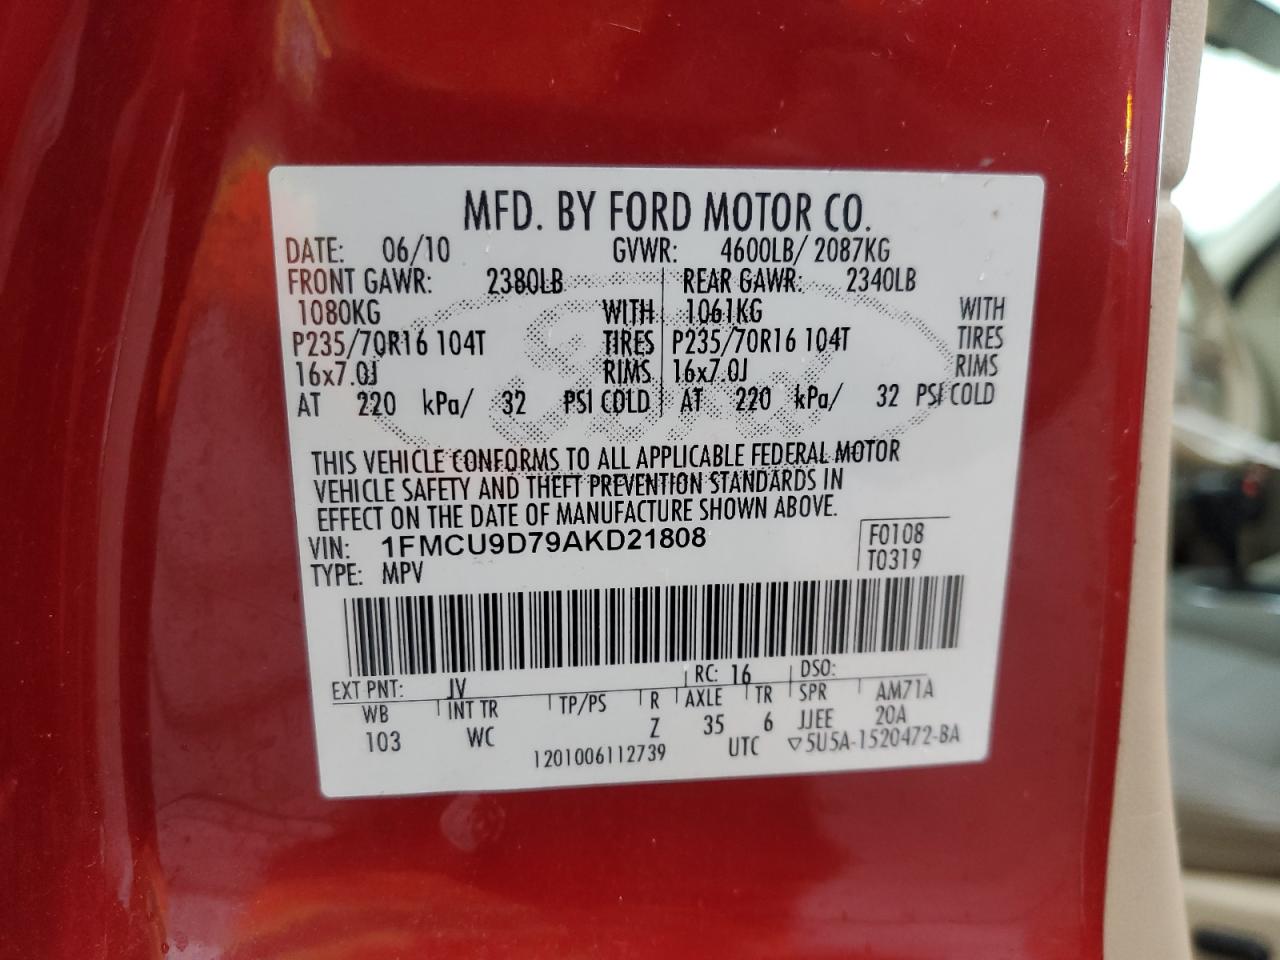 MFD. BY FORD MOTOR CO.
DATE: 06/10 GVWR: 4600LB/ 2087KG
FRONT GAWR: 2380LB REAR GAWR: 2340LB
1080KG WITH 1061KG WITH
P235/70R16 104T TIRES P235/70R16 104T TIRES
16x7.0J RIMS 16x7.0J RIMS
AT 220 kPa/ 32 PSI COLD AT 220 kPa/ 32 PSI COLD
THIS VEHICLE CONFORMS TO ALL APPLICABLE FEDERAL MOTOR
VEHICLE SAFETY AND THEFT PREVENTION STANDARDS IN
EFFECT ON THE DATE OF MANUFACTURE SHOWN ABOVE.
VIN: 1FMCU9D79AKD21808 F0108
TYPE: MPV T0319
EXT PNT: JV RC: 16 DSO:
WB INT TR TP/PS R AXLE TR SPR AM71A
103 WC Z 35 6 JJEE 20A
1201006112739 UTC ▽5U5A-1520472-BA